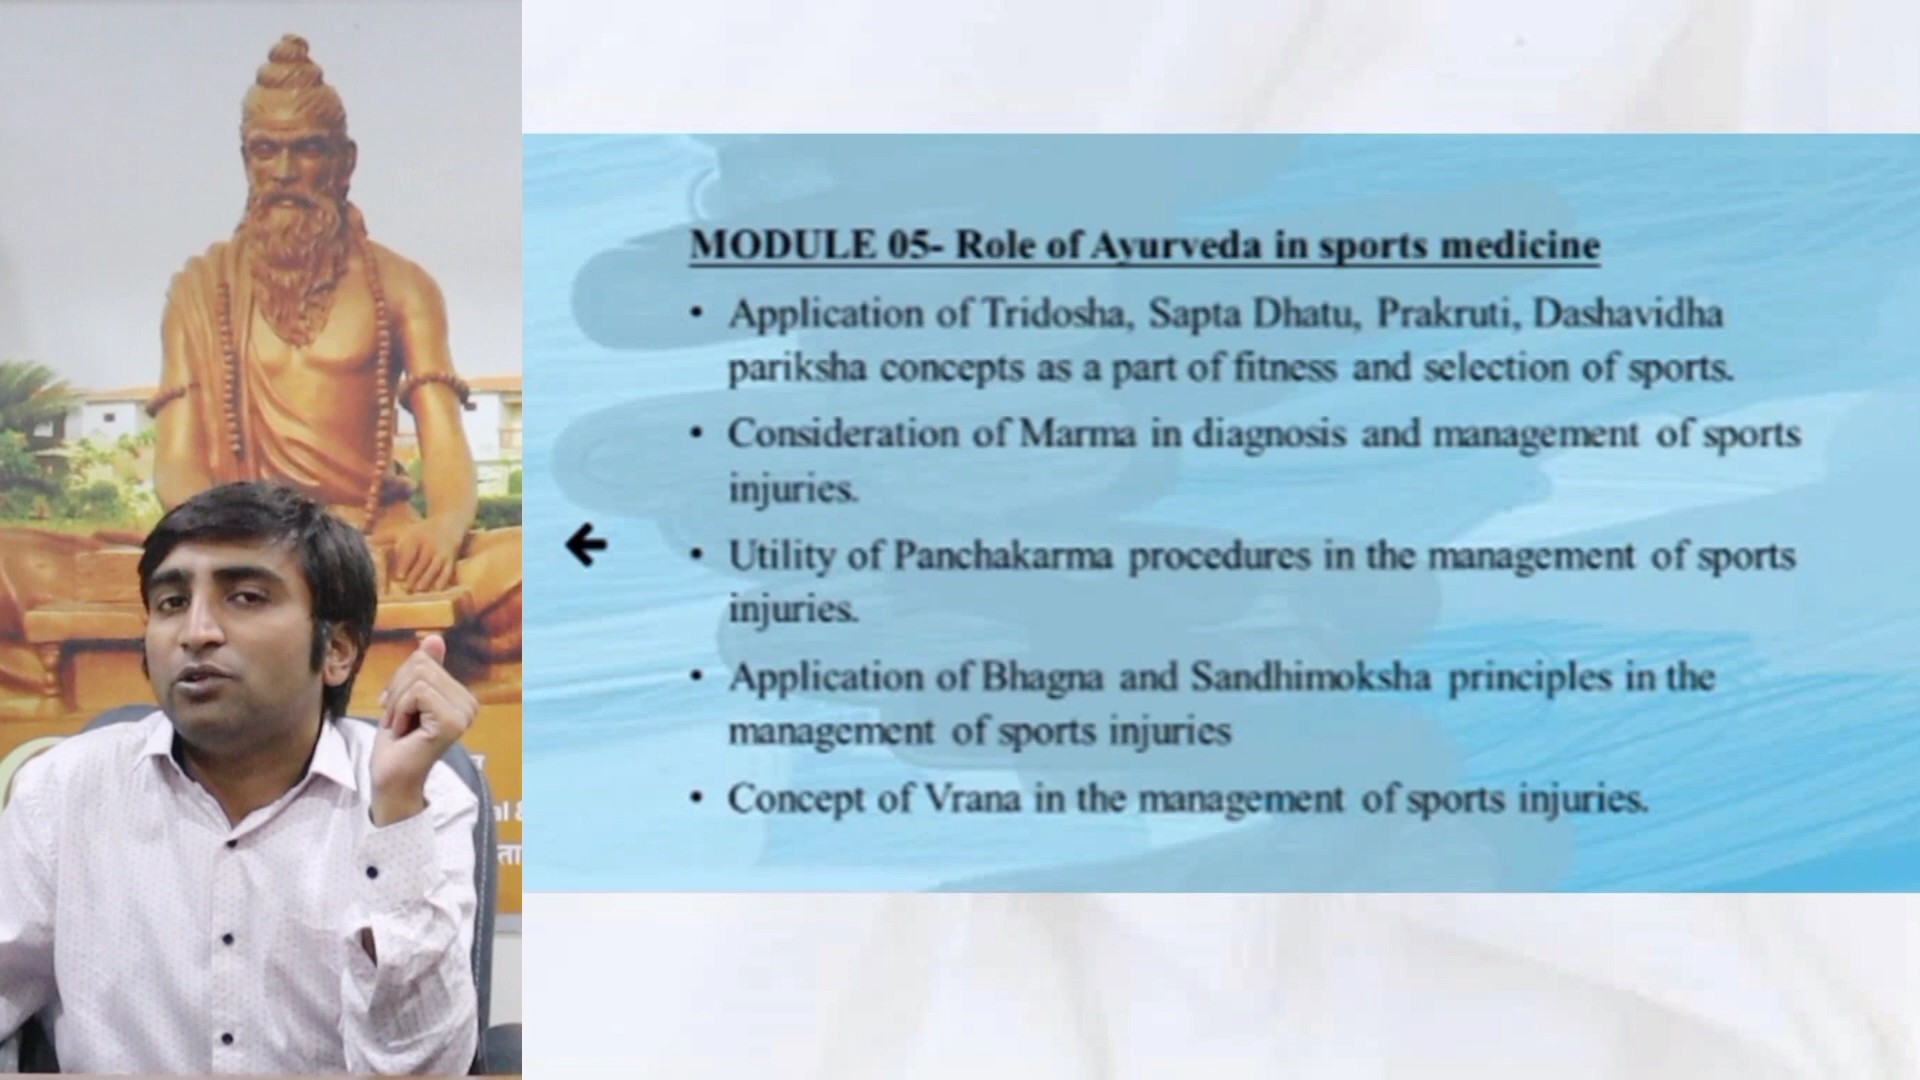 MODULE 05- Role of Ayurveda in sports medicine
• Application of Tridosha, Sapta Dhatu, Prakruti, Dashavidha
pariksha concepts as a part of fitness and selection of sports.
• Consideration of Marma in diagnosis and management of sports
injuries.
• Utility of Panchakarma procedures in the management of sports
injuries.
• Application of Bhagna and Sandhimoksha principles in the
management of sports injuries
• Concept of Vrana in the management of sports injuries.